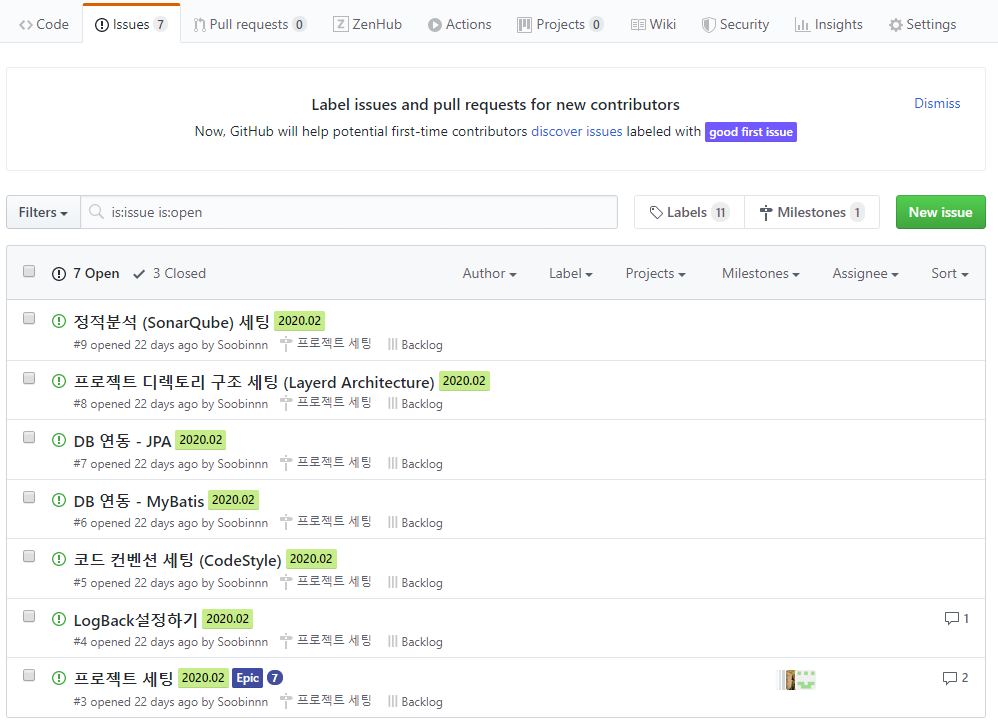 Code Issues 7 Pull requests 0 ZenHub Actions Projects 0 Wiki Security Insights Settings
Label issues and pull requests for new contributors
Dismiss
Now, GitHub will help potential first-time contributors discover issues labeled with good first issue
Filters is:issue is:open Labels 11 Milestones 1 New issue
7 Open 3 Closed Author Label Projects Milestones Assignee Sort
정적분석 (SonarQube) 세팅 2020.02
#9 opened 22 days ago by Soobinnn 프로젝트 세팅 Backlog
프로젝트 디렉토리 구조 세팅 (Layerd Architecture) 2020.02
#8 opened 22 days ago by Soobinnn 프로젝트 세팅 Backlog
DB 연동 - JPA 2020.02
#7 opened 22 days ago by Soobinnn 프로젝트 세팅 Backlog
DB 연동 - MyBatis 2020.02
#6 opened 22 days ago by Soobinnn 프로젝트 세팅 Backlog
코드 컨벤션 세팅 (CodeStyle) 2020.02
#5 opened 22 days ago by Soobinnn 프로젝트 세팅 Backlog
LogBack설정하기 2020.02 1
#4 opened 22 days ago by Soobinnn 프로젝트 세팅 Backlog
프로젝트 세팅 2020.02 Epic 7 2
#3 opened 22 days ago by Soobinnn 프로젝트 세팅 Backlog